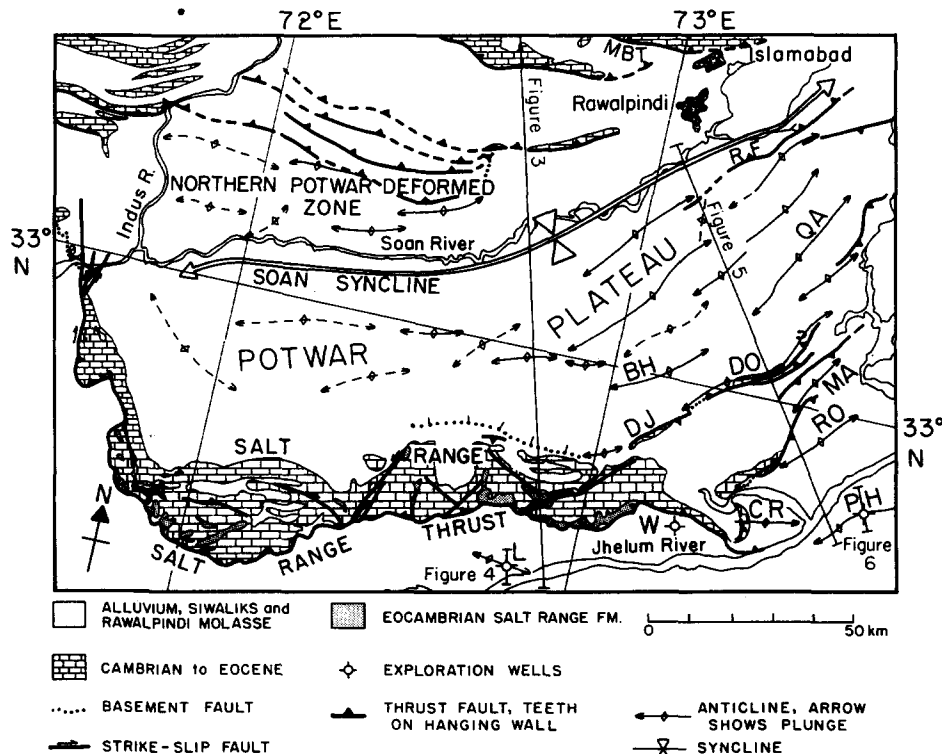 72°E
73°E
MBT
Islamabad
Figure 3
Rawalpindi
R.F.
Indus R.
NORTHERN POTWAR DEFORMED
ZONE
Soan River
33°
N
SOAN SYNCLINE
PLATEAU
Figure 5
QA
POTWAR
BH
DO
MA
DJ
RO
33°
N
SALT
RANGE
C.R.
PH
N
W
THRUST
Jhelum River
SALT
RANGE
L
Figure 4
Figure
6
ALLUVIUM, SIWALIKS and
RAWALPINDI MOLASSE
EOCAMBRIAN SALT RANGE FM.
0 50 km
CAMBRIAN to EOCENE
EXPLORATION WELLS
BASEMENT FAULT
THRUST FAULT, TEETH
ON HANGING WALL
ANTICLINE, ARROW
SHOWS PLUNGE
STRIKE-SLIP FAULT
SYNCLINE